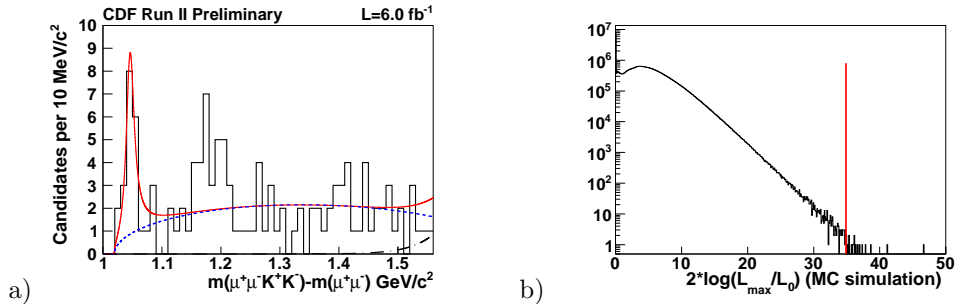 CDF Run II Preliminary L=6.0 fb⁻¹
Candidates per 10 MeV/c²
10
9
8
7
6
5
4
3
2
1
0
1 1.1 1.2 1.3 1.4 1.5
m(μ⁺μ⁻K⁺K⁻)-m(μ⁺μ⁻) GeV/c²
a)
10⁷
10⁶
10⁵
10⁴
10³
10²
10
1
0 10 20 30 40 50
2*log(L_max/L_0) (MC simulation)
b)